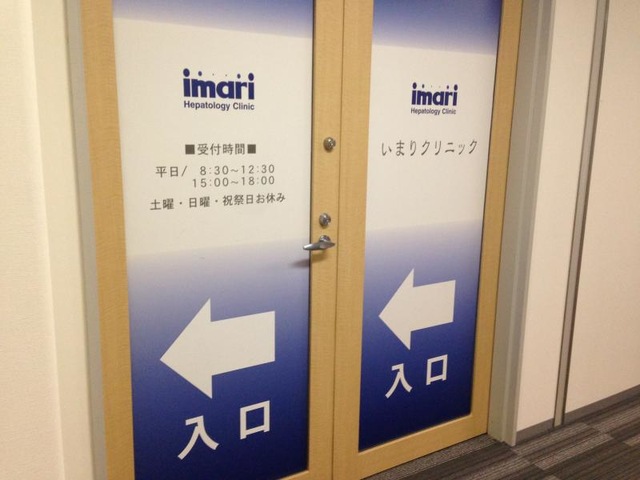 imari
Hepatology Clinic
■受付時間■
平日/ 8:30~12:30
15:00~18:00
土曜・日曜・祝祭日お休み
入口
imari
Hepatology Clinic
いまりクリニック
入口